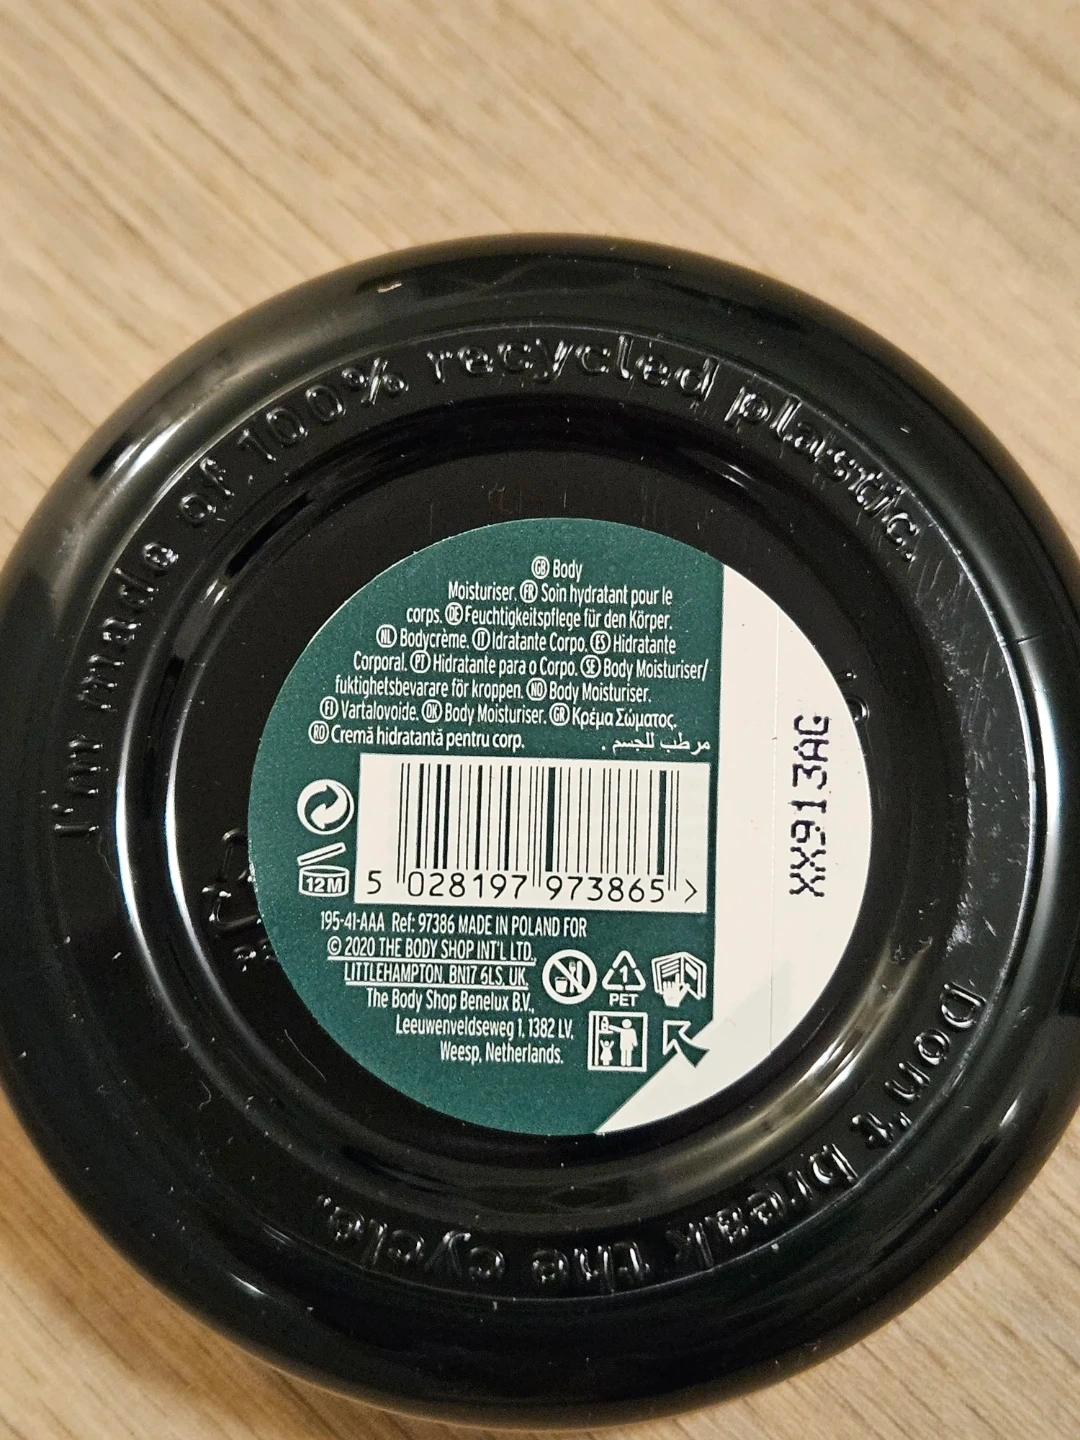 I'm made of 100% recycled plastic.
GB Body
Moisturiser. FR Soin hydratant pour le
corps. DE Feuchtigkeitspflege für den Körper.
NL Bodycrème. IT Idratante Corpo. ES Hidratante
Corporal. PT Hidratante para o Corpo. SE Body Moisturiser/
fuktighetsbevarare för kroppen. NO Body Moisturiser.
FI Vartalovoide. DK Body Moisturiser. GR Κρέμα Σώματος.
RO Cremă hidratantă pentru corp. مرطب للجسم.
12M
5 028197 973865 >
195-41-AAA Ref: 97386 MADE IN POLAND FOR
© 2020 THE BODY SHOP INT'L LTD.,
LITTLEHAMPTON, BN17 6LS, UK.
The Body Shop Benelux B.V.,
Leeuwenveldseweg 1, 1382 LV,
Weesp, Netherlands.
1
PET
XX913AG
Don't break the cycle.